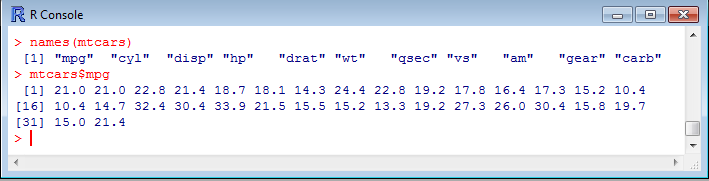 R Console
> names(mtcars)
 [1] "mpg"  "cyl"  "disp" "hp"   "drat" "wt"   "qsec" "vs"   "am"   "gear" "carb"
> mtcars$mpg
 [1] 21.0 21.0 22.8 21.4 18.7 18.1 14.3 24.4 22.8 19.2 17.8 16.4 17.3 15.2 10.4
[16] 10.4 14.7 32.4 30.4 33.9 21.5 15.5 15.2 13.3 19.2 27.3 26.0 30.4 15.8 19.7
[31] 15.0 21.4
>